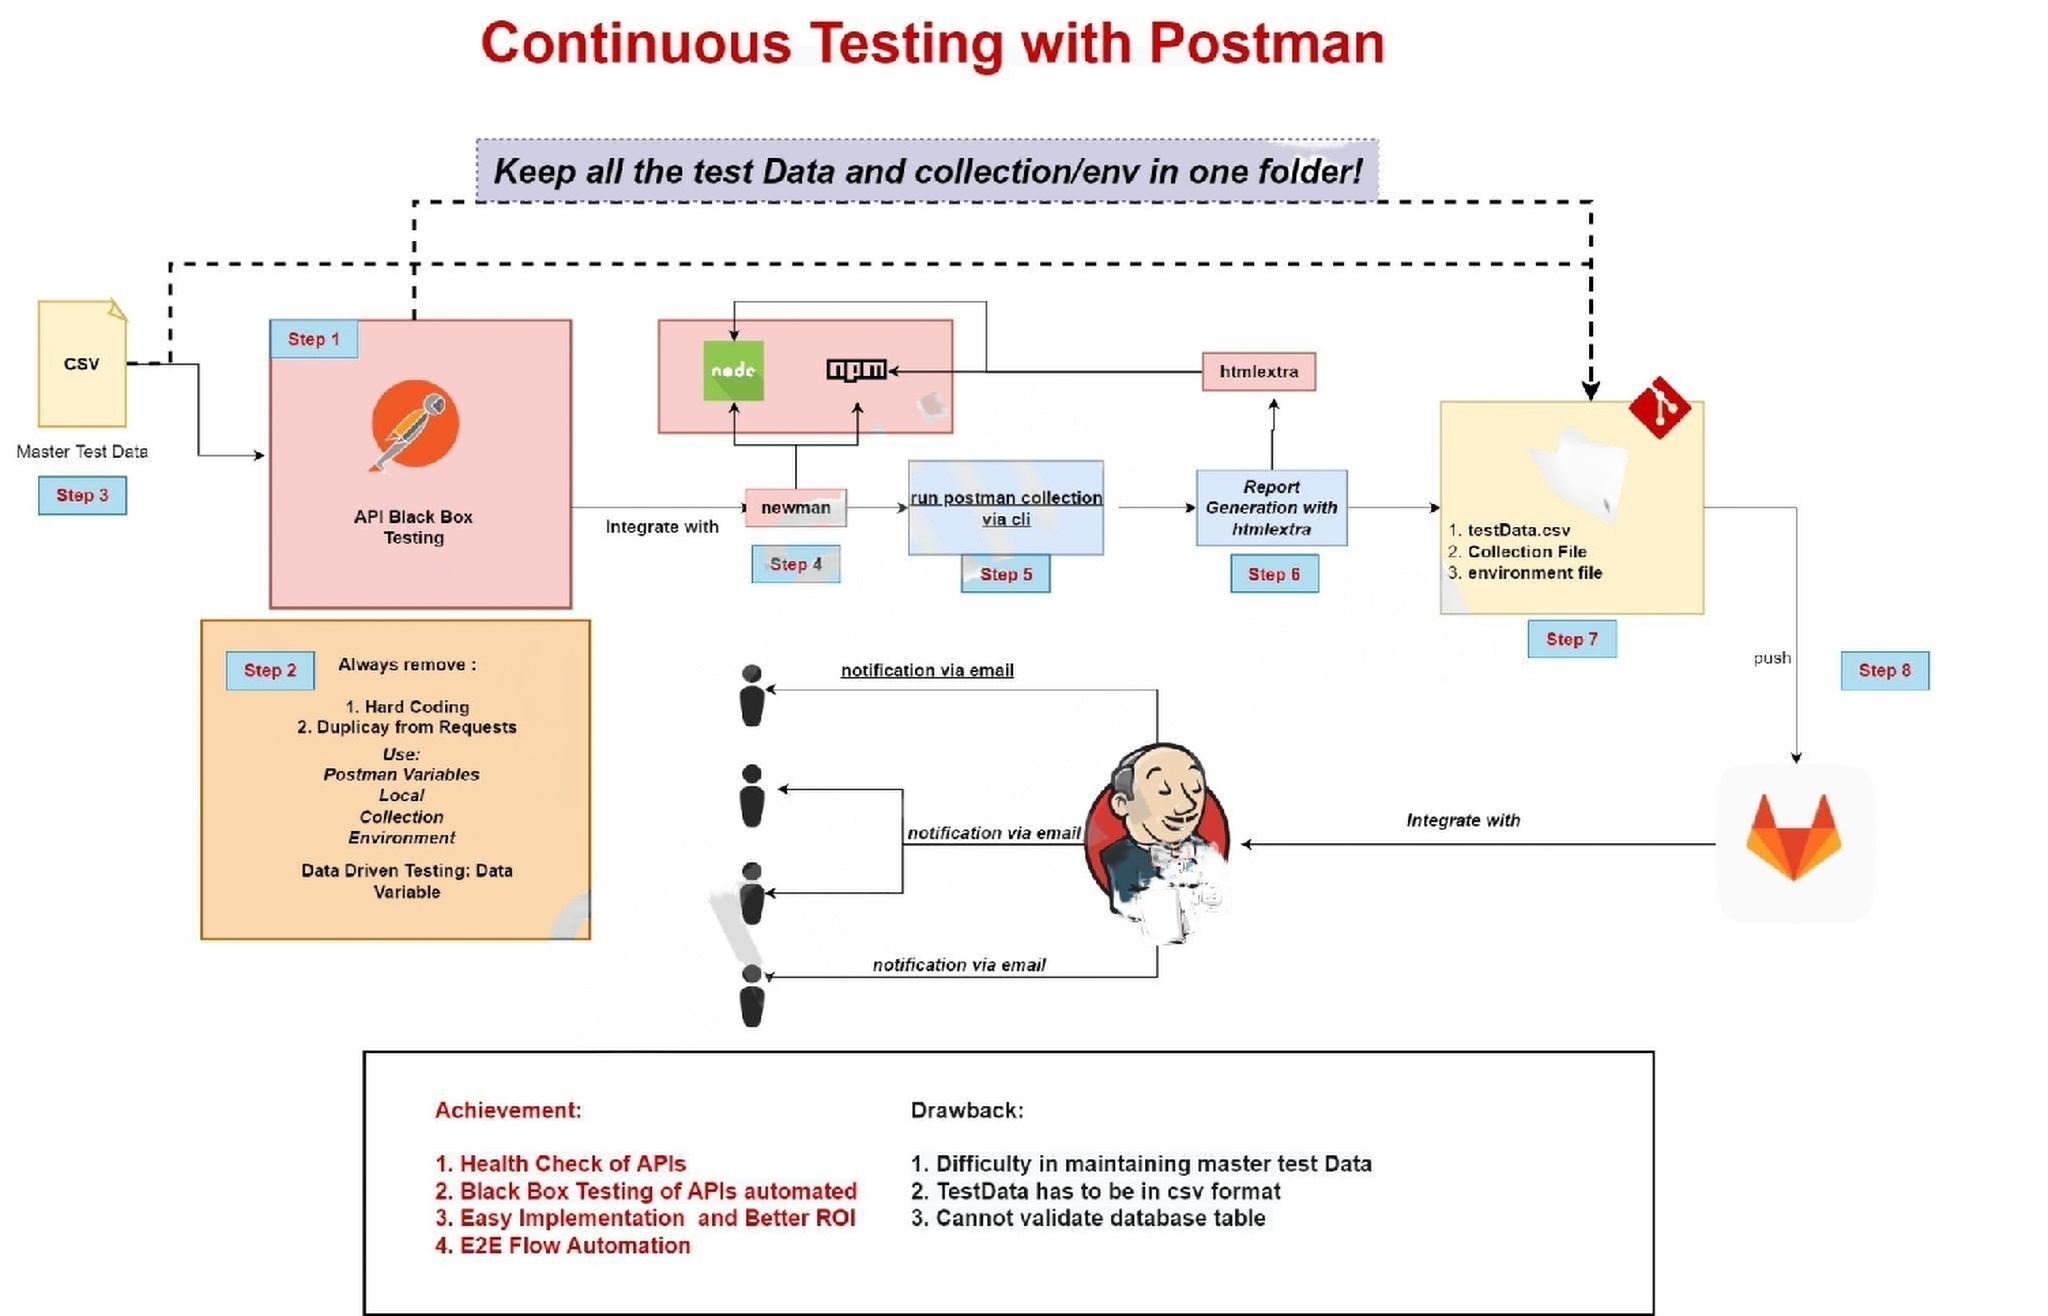 Continuous Testing with Postman
Keep all the test Data and collection/env in one folder!
CSV
Master Test Data
Step 3
Step 1
API Black Box
Testing
Integrate with
node
npm
newman
Step 4
run postman collection
via cli
Step 5
htmlextra
Report
Generation with
htmlextra
Step 6
1. testData.csv
2. Collection File
3. environment file
Step 7
push
Step 8
Step 2
Always remove :
1. Hard Coding
2. Duplicay from Requests
Use:
Postman Variables
Local
Collection
Environment
Data Driven Testing: Data
Variable
notification via email
notification via email
notification via email
Integrate with
Achievement:
1. Health Check of APIs
2. Black Box Testing of APIs automated
3. Easy Implementation  and Better ROI
4. E2E Flow Automation
Drawback:
1. Difficulty in maintaining master test Data
2. TestData has to be in csv format
3. Cannot validate database table